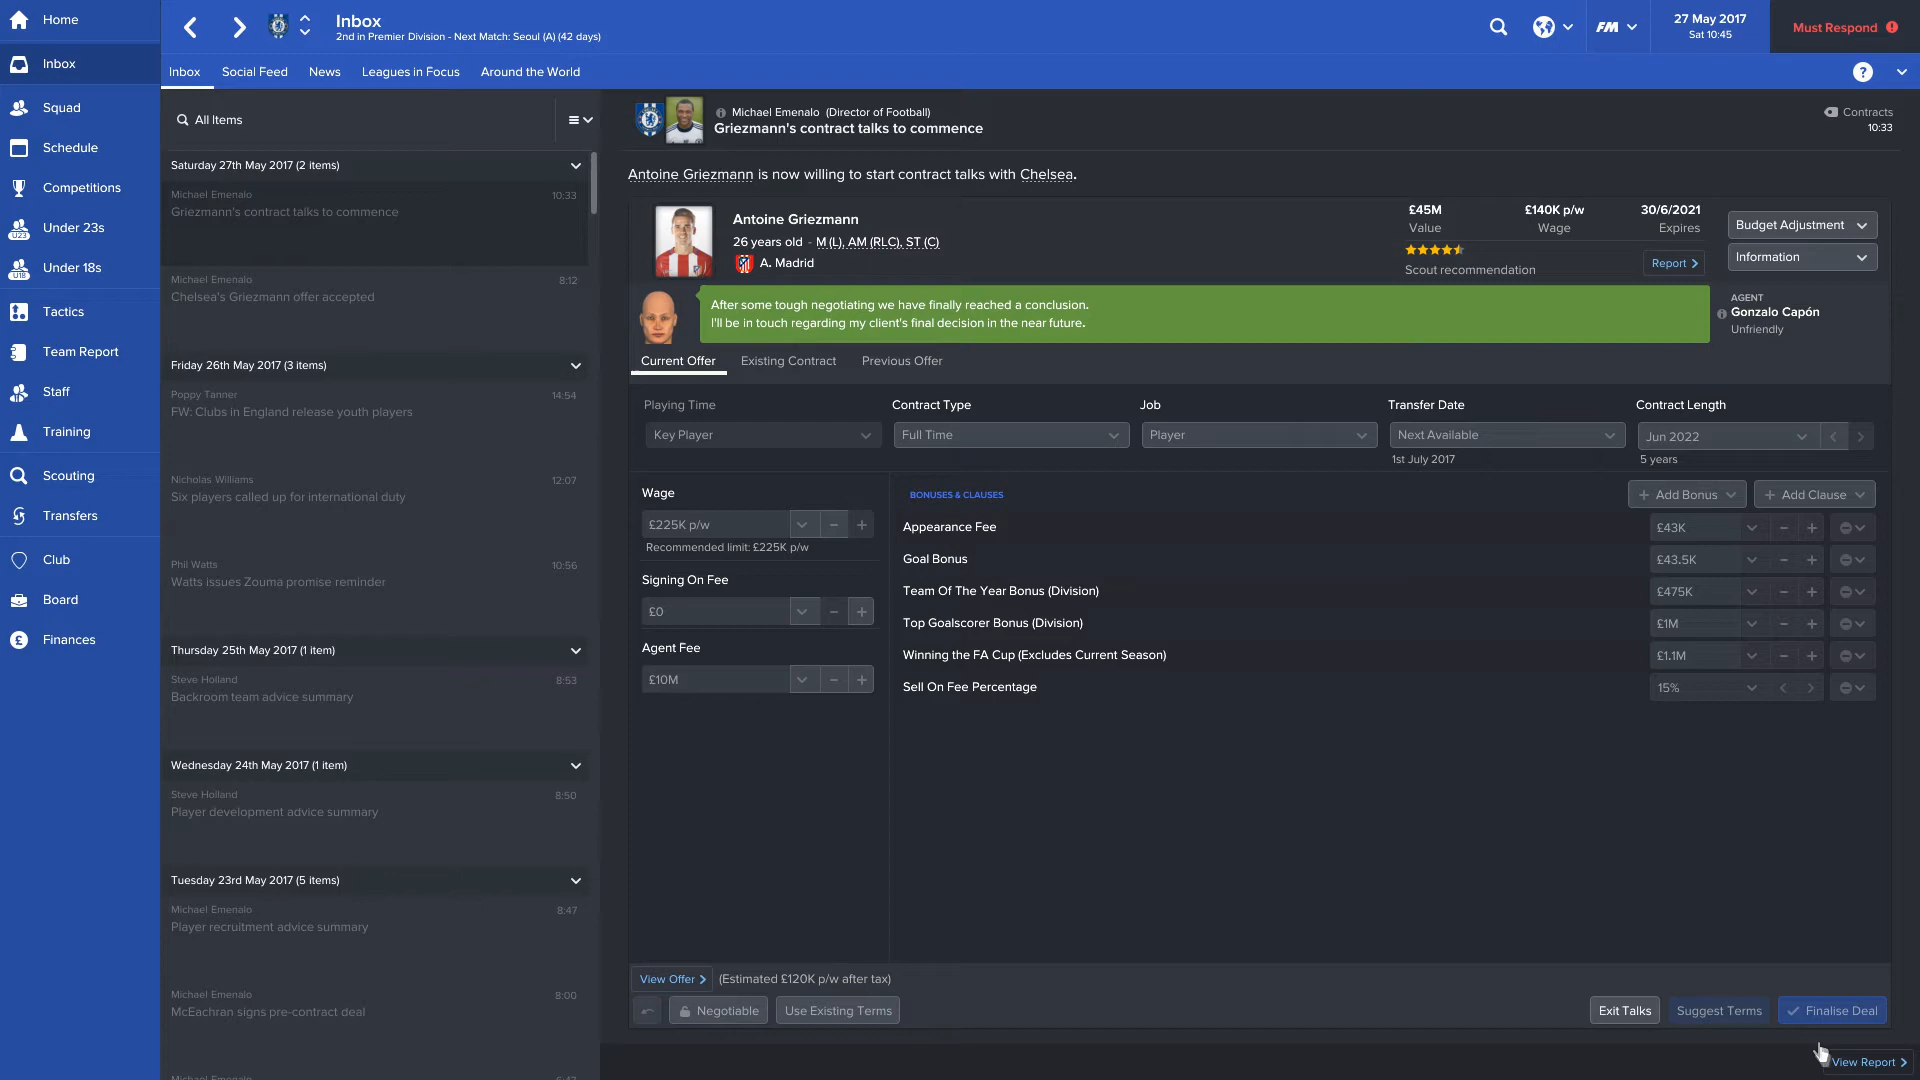 Home
Inbox
Squad
Schedule
Competitions
Under 23s
Under 18s
Tactics
Team Report
Staff
Training
Scouting
Transfers
Club
Board
Finances
Inbox
2nd in Premier Division - Next Match: Seoul (A) (42 days)
FM
27 May 2017
Sat 10:45
Must Respond
Inbox Social Feed News Leagues in Focus Around the World
All Items
Saturday 27th May 2017 (2 items)
Michael Emenalo 10:33
Griezmann's contract talks to commence
Michael Emenalo 8:12
Chelsea's Griezmann offer accepted
Friday 26th May 2017 (3 items)
Poppy Tanner 14:54
FW: Clubs in England release youth players
Nicholas Williams 12:07
Six players called up for international duty
Phil Watts 10:56
Watts issues Zouma promise reminder
Thursday 25th May 2017 (1 item)
Steve Holland 8:53
Backroom team advice summary
Wednesday 24th May 2017 (1 item)
Steve Holland 8:50
Player development advice summary
Tuesday 23rd May 2017 (5 items)
Michael Emenalo 8:47
Player recruitment advice summary
Michael Emenalo 8:00
McEachran signs pre-contract deal
Michael Emenalo
Michael Emenalo (Director of Football)
Griezmann's contract talks to commence
Contracts
10:33
Antoine Griezmann is now willing to start contract talks with Chelsea.
Antoine Griezmann
26 years old - M (L), AM (RLC), ST (C)
A. Madrid
£45M £140K p/w 30/6/2021
Value Wage Expires
Scout recommendation
Report
Budget Adjustment
Information
After some tough negotiating we have finally reached a conclusion.
I'll be in touch regarding my client's final decision in the near future.
AGENT
Gonzalo Capón
Unfriendly
Current Offer Existing Contract Previous Offer
Playing Time Contract Type Job Transfer Date Contract Length
Key Player Full Time Player Next Available Jun 2022
1st July 2017 5 years
Wage
£225K p/w
Recommended limit: £225K p/w
Signing On Fee
£0
Agent Fee
£10M
BONUSES & CLAUSES
Add Bonus Add Clause
Appearance Fee £43K
Goal Bonus £43.5K
Team Of The Year Bonus (Division) £475K
Top Goalscorer Bonus (Division) £1M
Winning the FA Cup (Excludes Current Season) £1.1M
Sell On Fee Percentage 15%
View Offer (Estimated £120K p/w after tax)
Negotiable Use Existing Terms Exit Talks Suggest Terms Finalise Deal
View Report